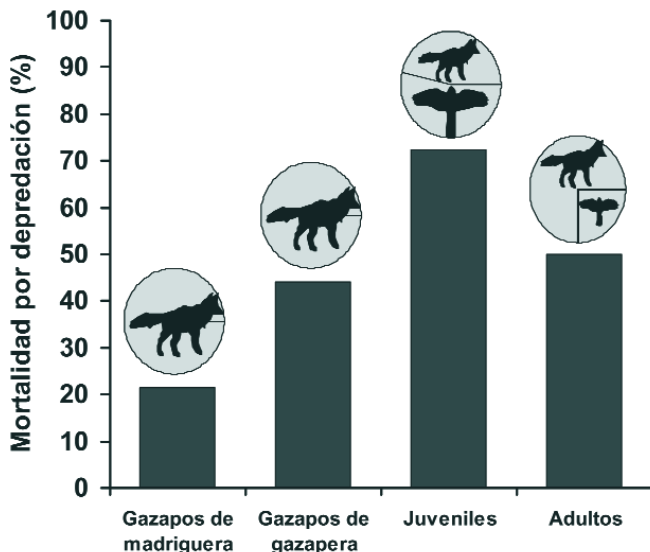 Mortalidad por depredación (%)
100
90
80
70
60
50
40
30
20
10
0
Gazapos de
madriguera
Gazapos de
gazapera
Juveniles
Adultos